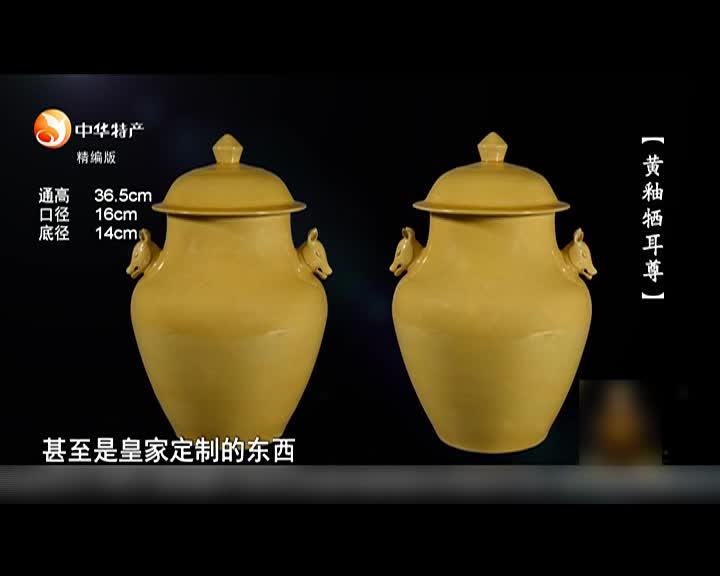 中华特产
精编版
通高 36.5cm
口径 16cm
底径 14cm
【黄釉牺耳尊】
甚至是皇家定制的东西